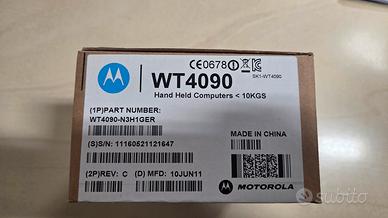 CE0678
WT4090
SK1-WT4090
Hand Held Computers < 10KGS
(1P)PART NUMBER:
WT4090-N3H1GER
(S)S/N: 11160521121647
MADE IN CHINA
(2P)REV: C (D) MFD: 10JUN11
MOTOROLA
subito